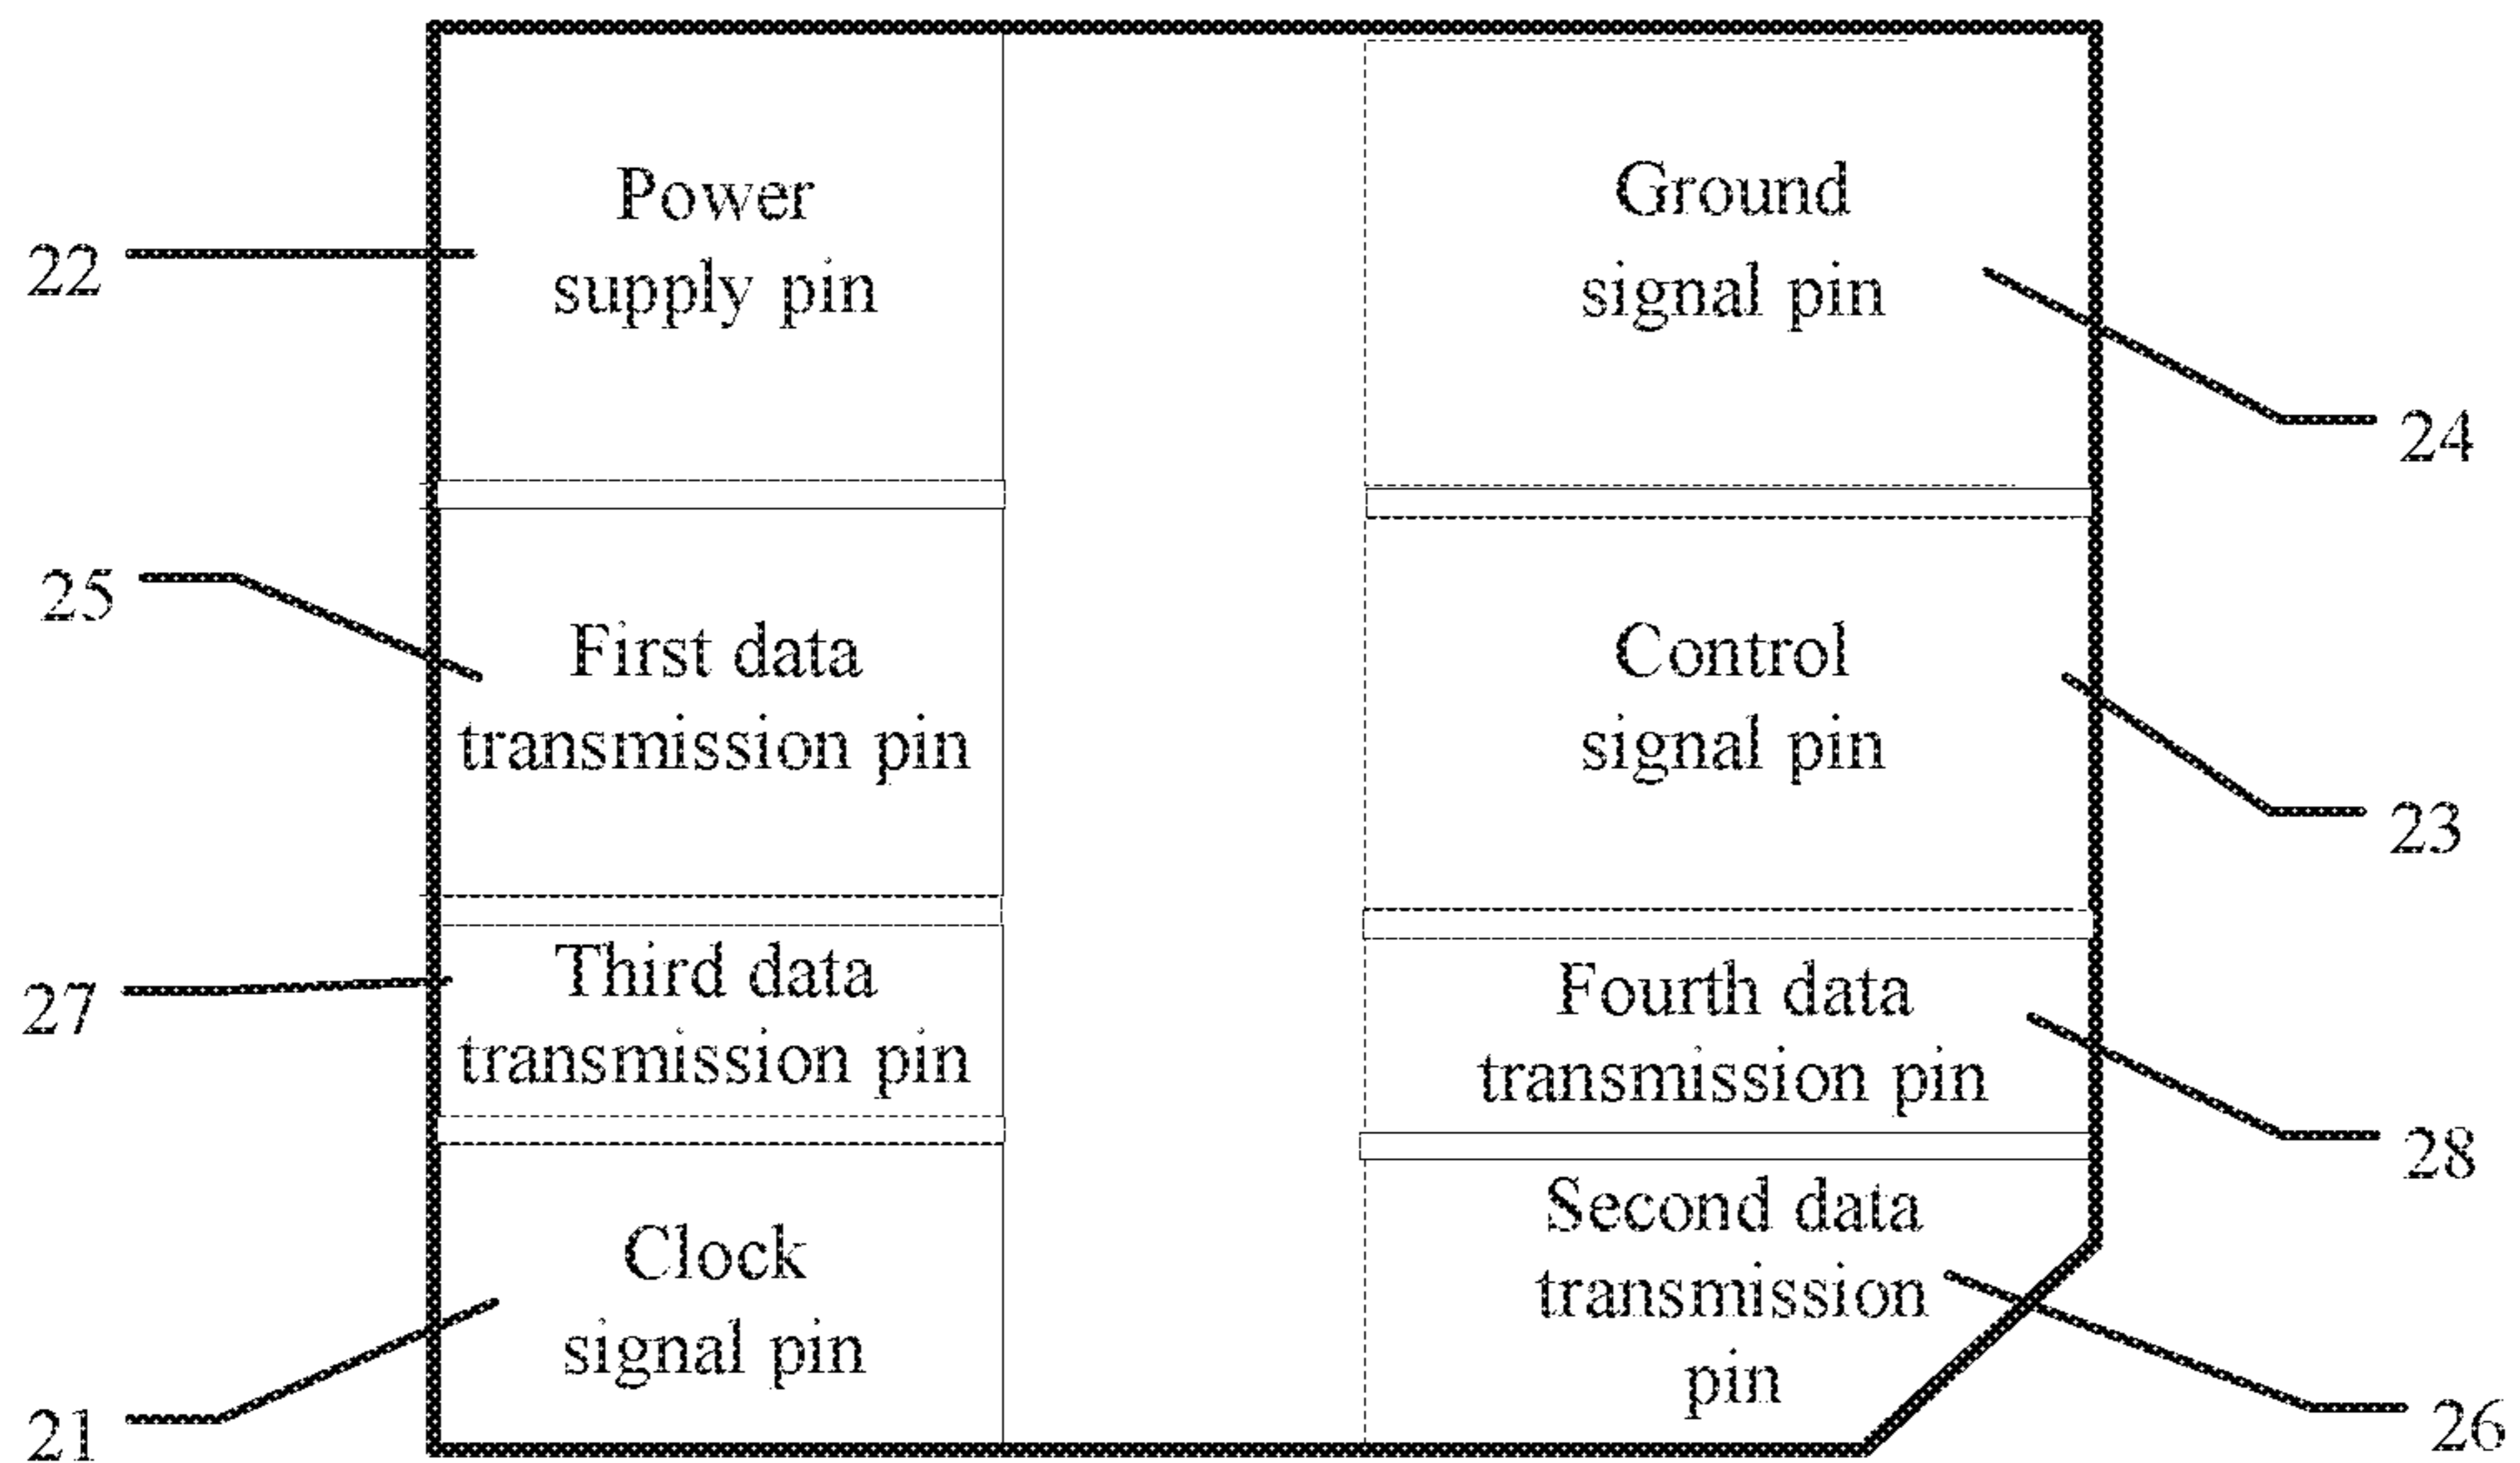 22
Power
supply pin
Ground
signal pin
24
25
First data
transmission pin
Control
signal pin
23
27
Third data
transmission pin
Fourth data
transmission pin
28
21
Clock
signal pin
Second data
transmission
pin
26